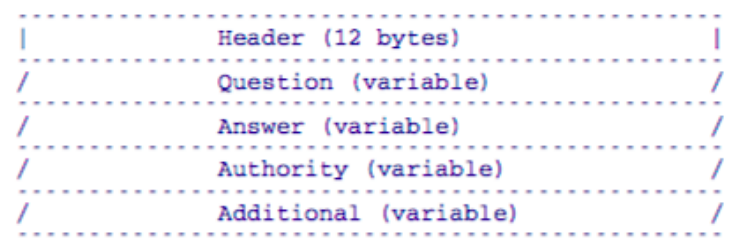 | Header (12 bytes) |
/ Question (variable) /
/ Answer (variable) /
/ Authority (variable) /
/ Additional (variable) /